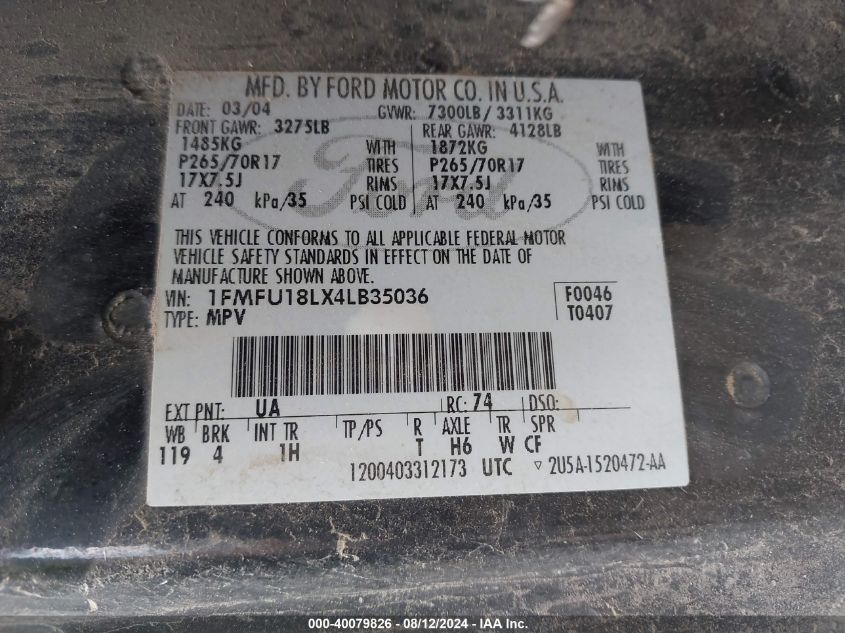 MFD. BY FORD MOTOR CO. IN U.S.A.
DATE: 03/04 GVWR: 7300LB/ 3311KG
FRONT GAWR: 3275LB REAR GAWR: 4128LB
1485KG WITH 1872KG WITH
P265/70R17 TIRES P265/70R17 TIRES
17X7.5J RIMS 17X7.5J RIMS
AT 240 kPa/35 PSI COLD AT 240 kPa/35 PSI COLD
Ford
THIS VEHICLE CONFORMS TO ALL APPLICABLE FEDERAL MOTOR
VEHICLE SAFETY STANDARDS IN EFFECT ON THE DATE OF
MANUFACTURE SHOWN ABOVE.
VIN: 1FMFU18LX4LB35036 F0046
TYPE: MPV T0407
EXT PNT: UA RC: 74 DSO:
WB BRK INT TR TP/PS R AXLE TR SPR
119 4 1H T H6 W CF
1200403312173 UTC ▽ 2U5A-1520472-AA
000-40079826 - 08/12/2024 - WWW.IAAI.COM